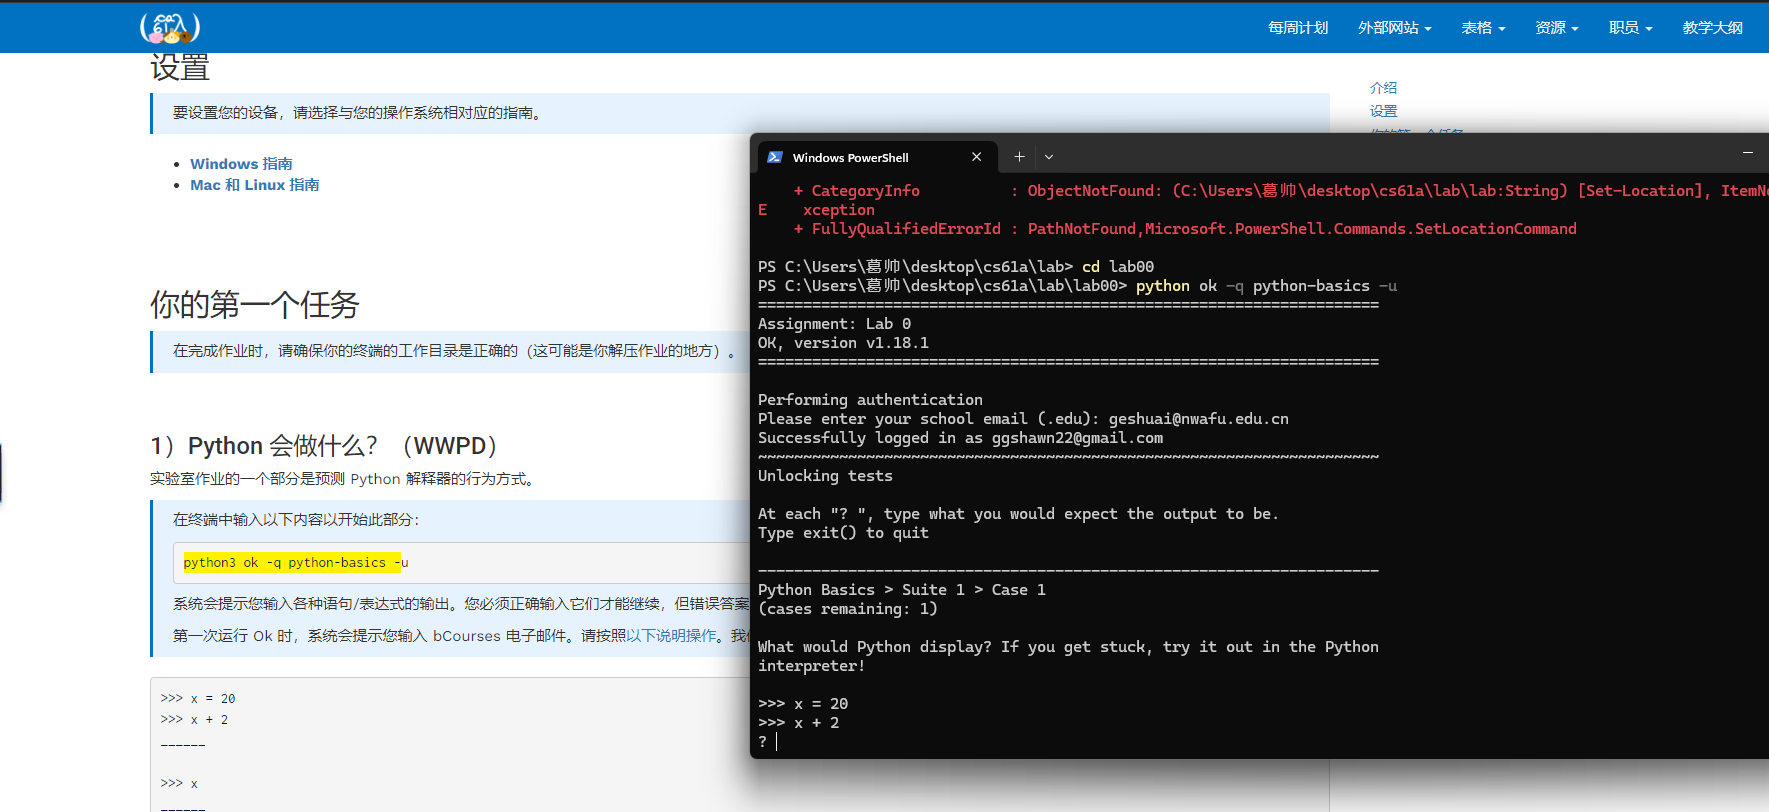 每周计划
外部网站
表格
资源
职员
教学大纲
设置
要设置您的设备，请选择与您的操作系统相对应的指南。
Windows 指南
Mac 和 Linux 指南
你的第一个任务
在完成作业时，请确保你的终端的工作目录是正确的（这可能是你解压作业的地方）。
1）Python 会做什么？（WWPD）
实验室作业的一个部分是预测 Python 解释器的行为方式。
在终端中输入以下内容以开始此部分：
python3 ok -q python-basics -u
系统会提示您输入各种语句/表达式的输出。您必须正确输入它们才能继续，但错误答案
第一次运行 Ok 时，系统会提示您输入 bCourses 电子邮件。请按照以下说明操作。我
>>> x = 20
>>> x + 2
______
>>> x
______
介绍
设置
Windows PowerShell
+ CategoryInfo : ObjectNotFound: (C:\Users\葛帅\desktop\cs61a\lab\lab:String) [Set-Location], ItemN
E xception
+ FullyQualifiedErrorId : PathNotFound,Microsoft.PowerShell.Commands.SetLocationCommand
PS C:\Users\葛帅\desktop\cs61a\lab> cd lab00
PS C:\Users\葛帅\desktop\cs61a\lab\lab00> python ok -q python-basics -u
=====================================================================
Assignment: Lab 0
OK, version v1.18.1
=====================================================================
Performing authentication
Please enter your school email (.edu): geshuai@nwafu.edu.cn
Successfully logged in as ggshawn22@gmail.com
~~~~~~~~~~~~~~~~~~~~~~~~~~~~~~~~~~~~~~~~~~~~~~~~~~~~~~~~~~~~~~~~~~~~~
Unlocking tests
At each "? ", type what you would expect the output to be.
Type exit() to quit
---------------------------------------------------------------------
Python Basics > Suite 1 > Case 1
(cases remaining: 1)
What would Python display? If you get stuck, try it out in the Python
interpreter!
>>> x = 20
>>> x + 2
?